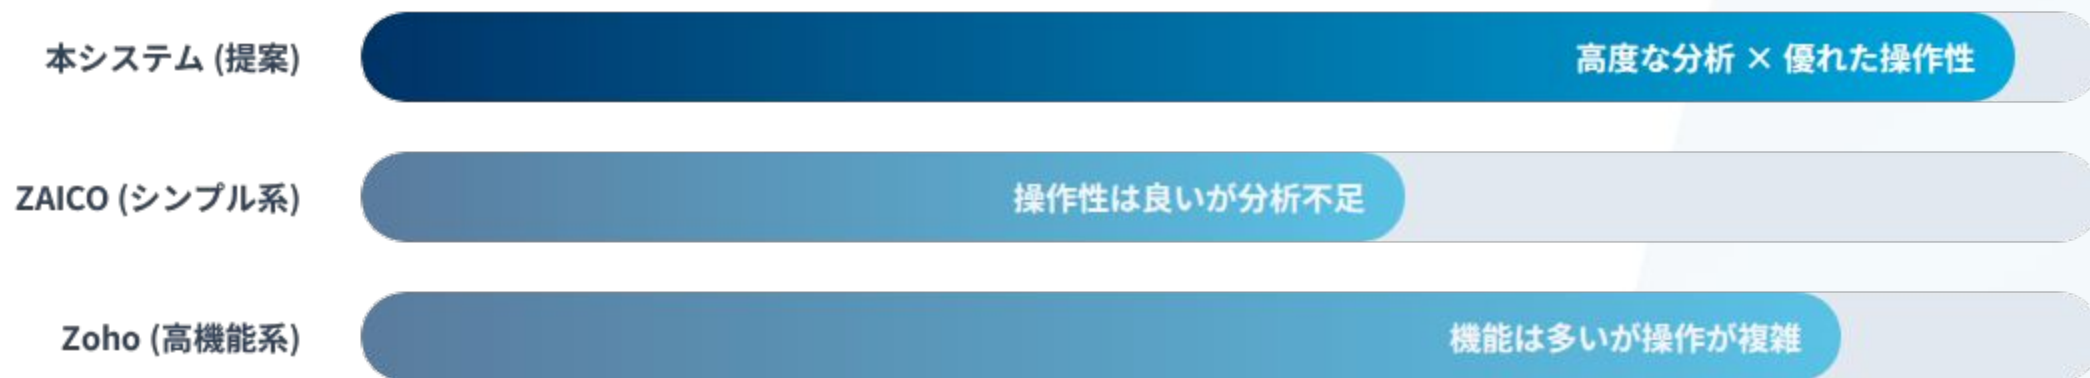 本システム (提案) 高度な分析 × 優れた操作性
ZAICO (シンプル系) 操作性は良いが分析不足
Zoho (高機能系) 機能は多いが操作が複雑